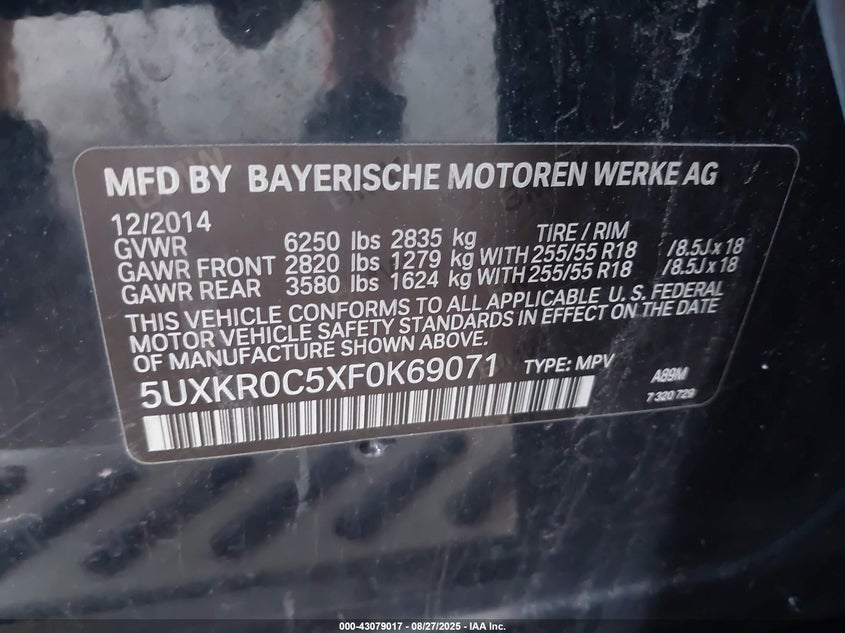 MFD BY BAYERISCHE MOTOREN WERKE AG
12/2014 TIRE / RIM
GVWR 6250 lbs 2835 kg
GAWR FRONT 2820 lbs 1279 kg WITH 255/55 R18 /8.5J x 18
GAWR REAR 3580 lbs 1624 kg WITH 255/55 R18 /8.5J x 18
THIS VEHICLE CONFORMS TO ALL APPLICABLE U.S. FEDERAL
MOTOR VEHICLE SAFETY STANDARDS IN EFFECT ON THE DATE
OF MANUFACTURE SHOWN ABOVE.
5UXKR0C5XF0K69071 TYPE: MPV A89M
7 320 729
000-43079017 - 08/27/2025 - IAA Inc.